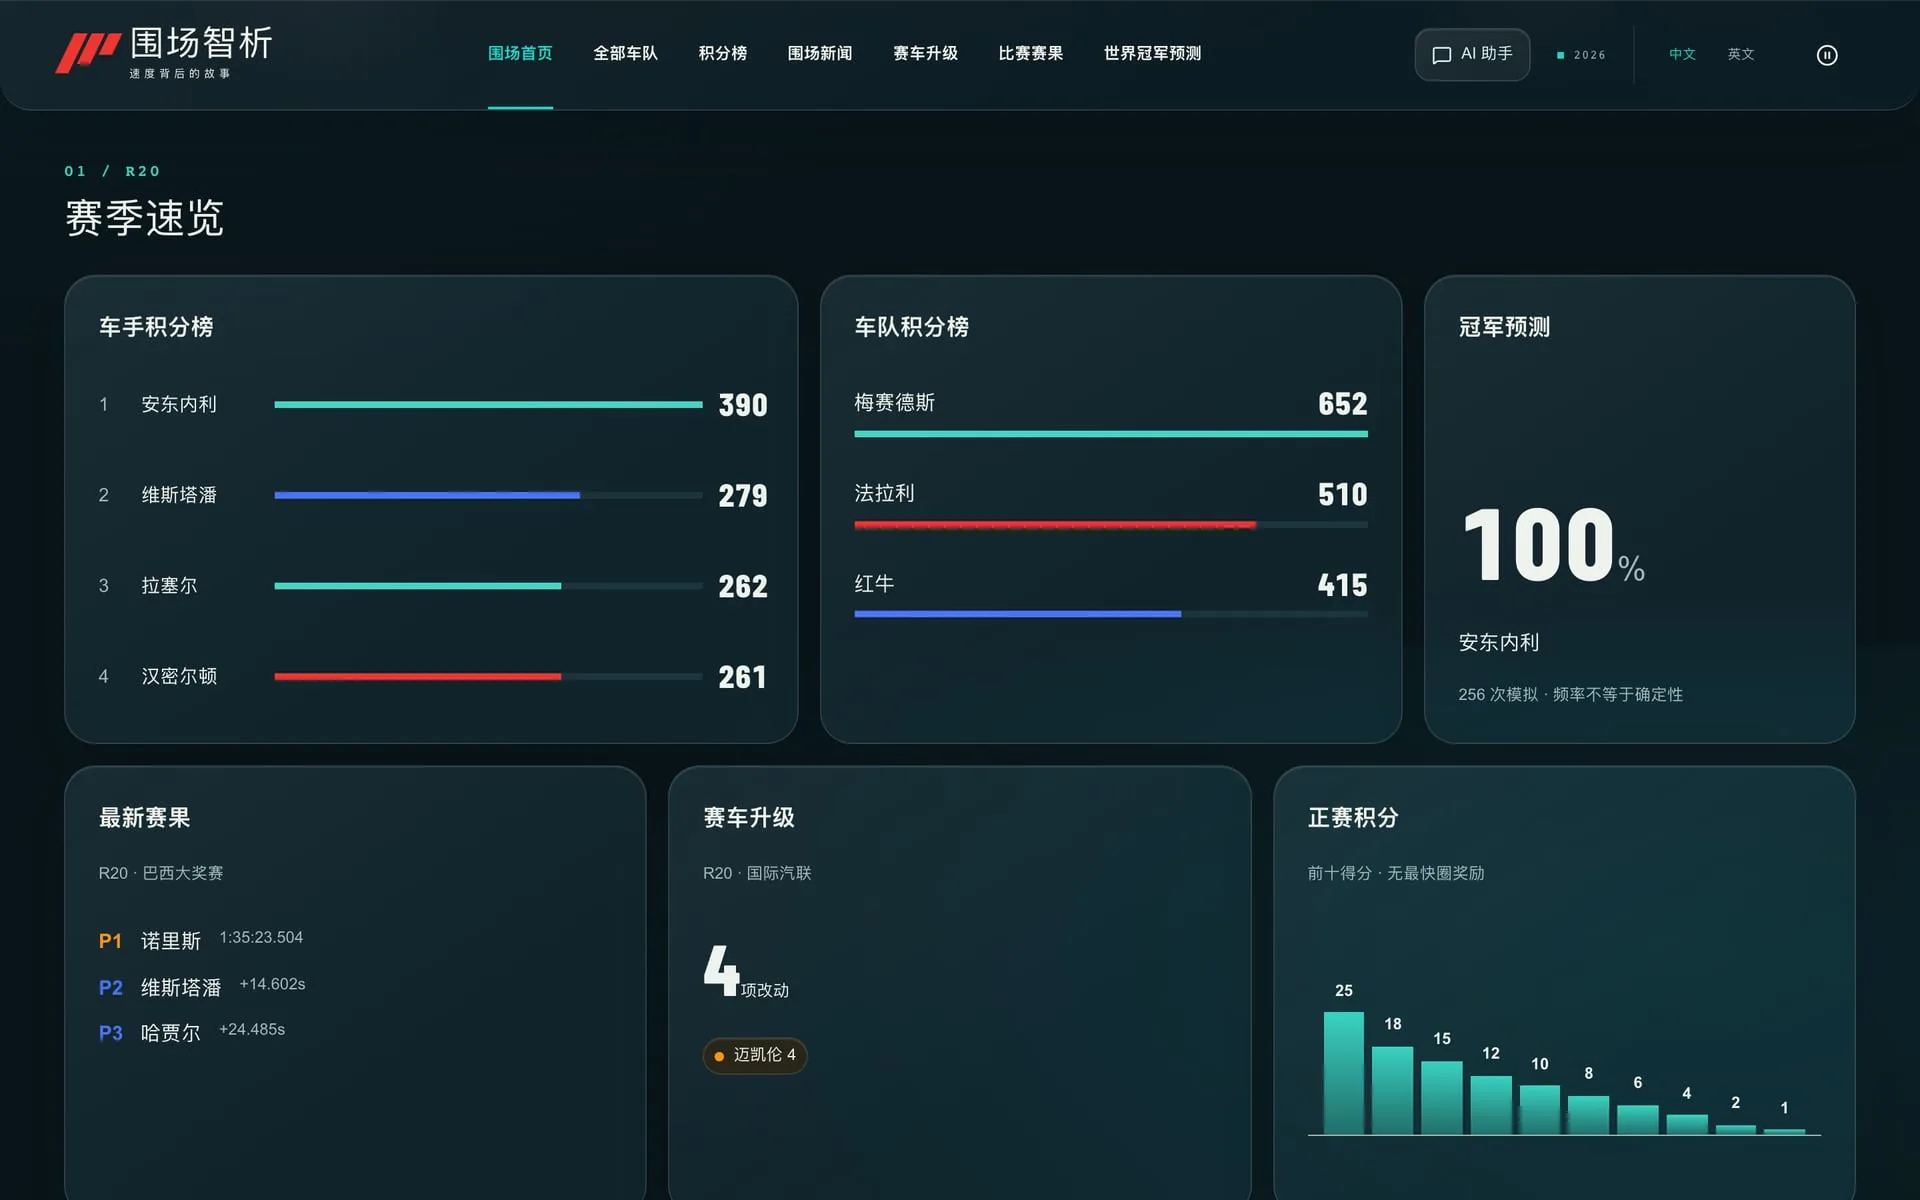 围场智析
速度背后的故事
围场首页 全部车队 积分榜 围场新闻 赛车升级 比赛赛果 世界冠军预测
AI 助手
2026
中文 英文
01 / R20
赛季速览
车手积分榜
1 安东内利 390
2 维斯塔潘 279
3 拉塞尔 262
4 汉密尔顿 261
车队积分榜
梅赛德斯 652
法拉利 510
红牛 415
冠军预测
100%
安东内利
256 次模拟 · 频率不等于确定性
最新赛果
R20 · 巴西大奖赛
P1 诺里斯 1:35:23.504
P2 维斯塔潘 +14.602s
P3 哈贾尔 +24.485s
赛车升级
R20 · 国际汽联
4项改动
迈凯伦 4
正赛积分
前十得分 · 无最快圈奖励
25 18 15 12 10 8 6 4 2 1